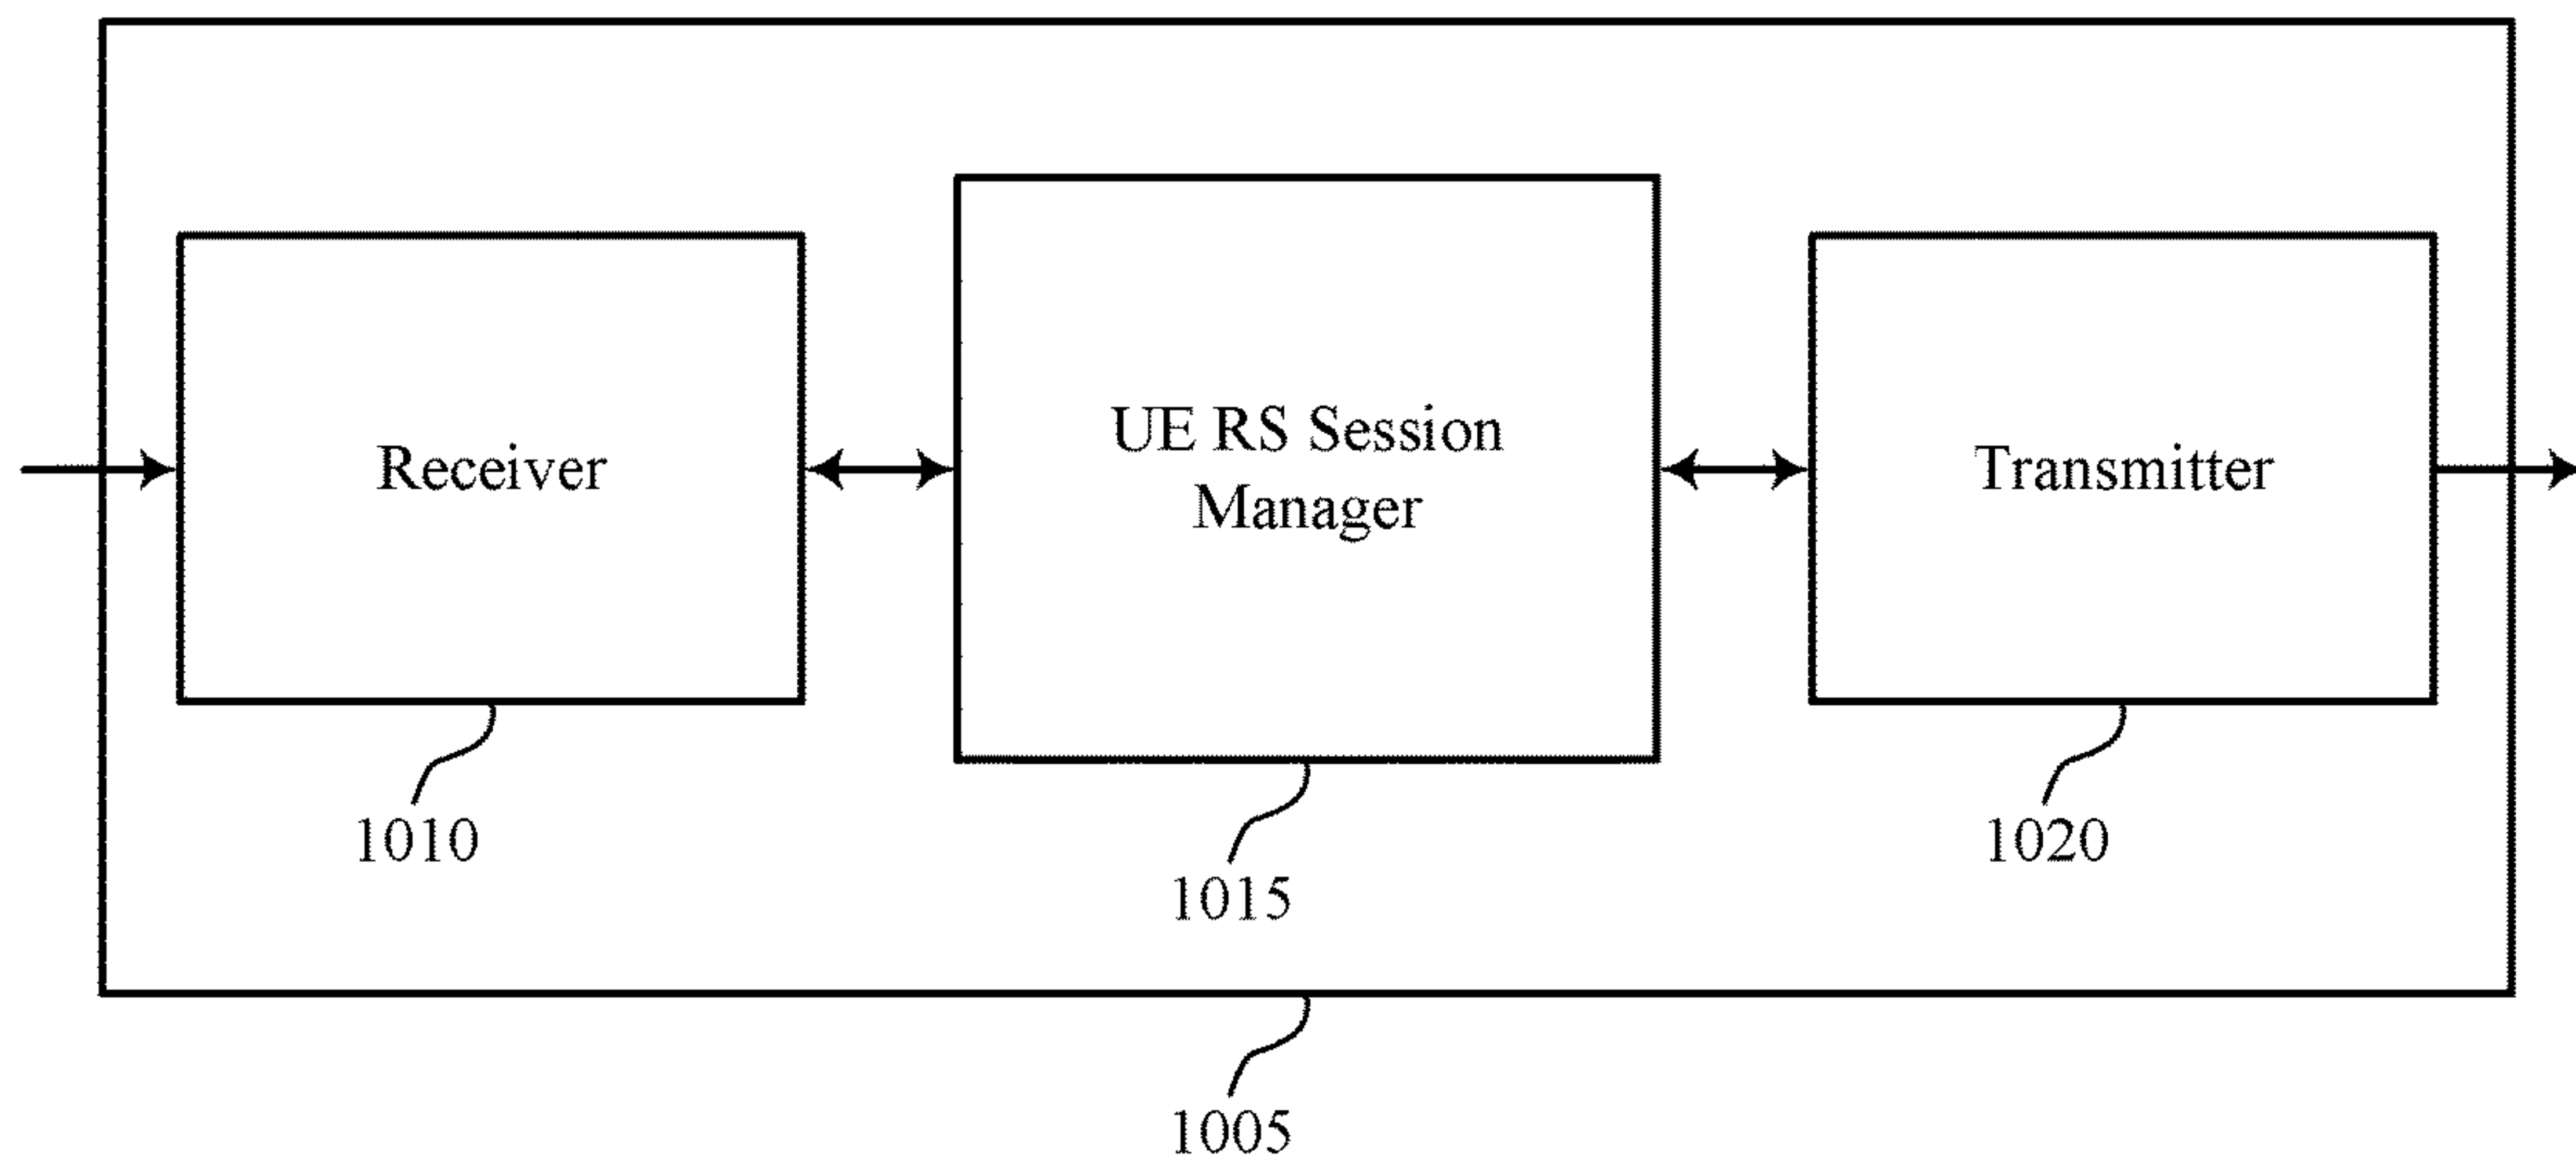 Receiver
UE RS Session
Manager
Transmitter
1010
1015
1020
1005